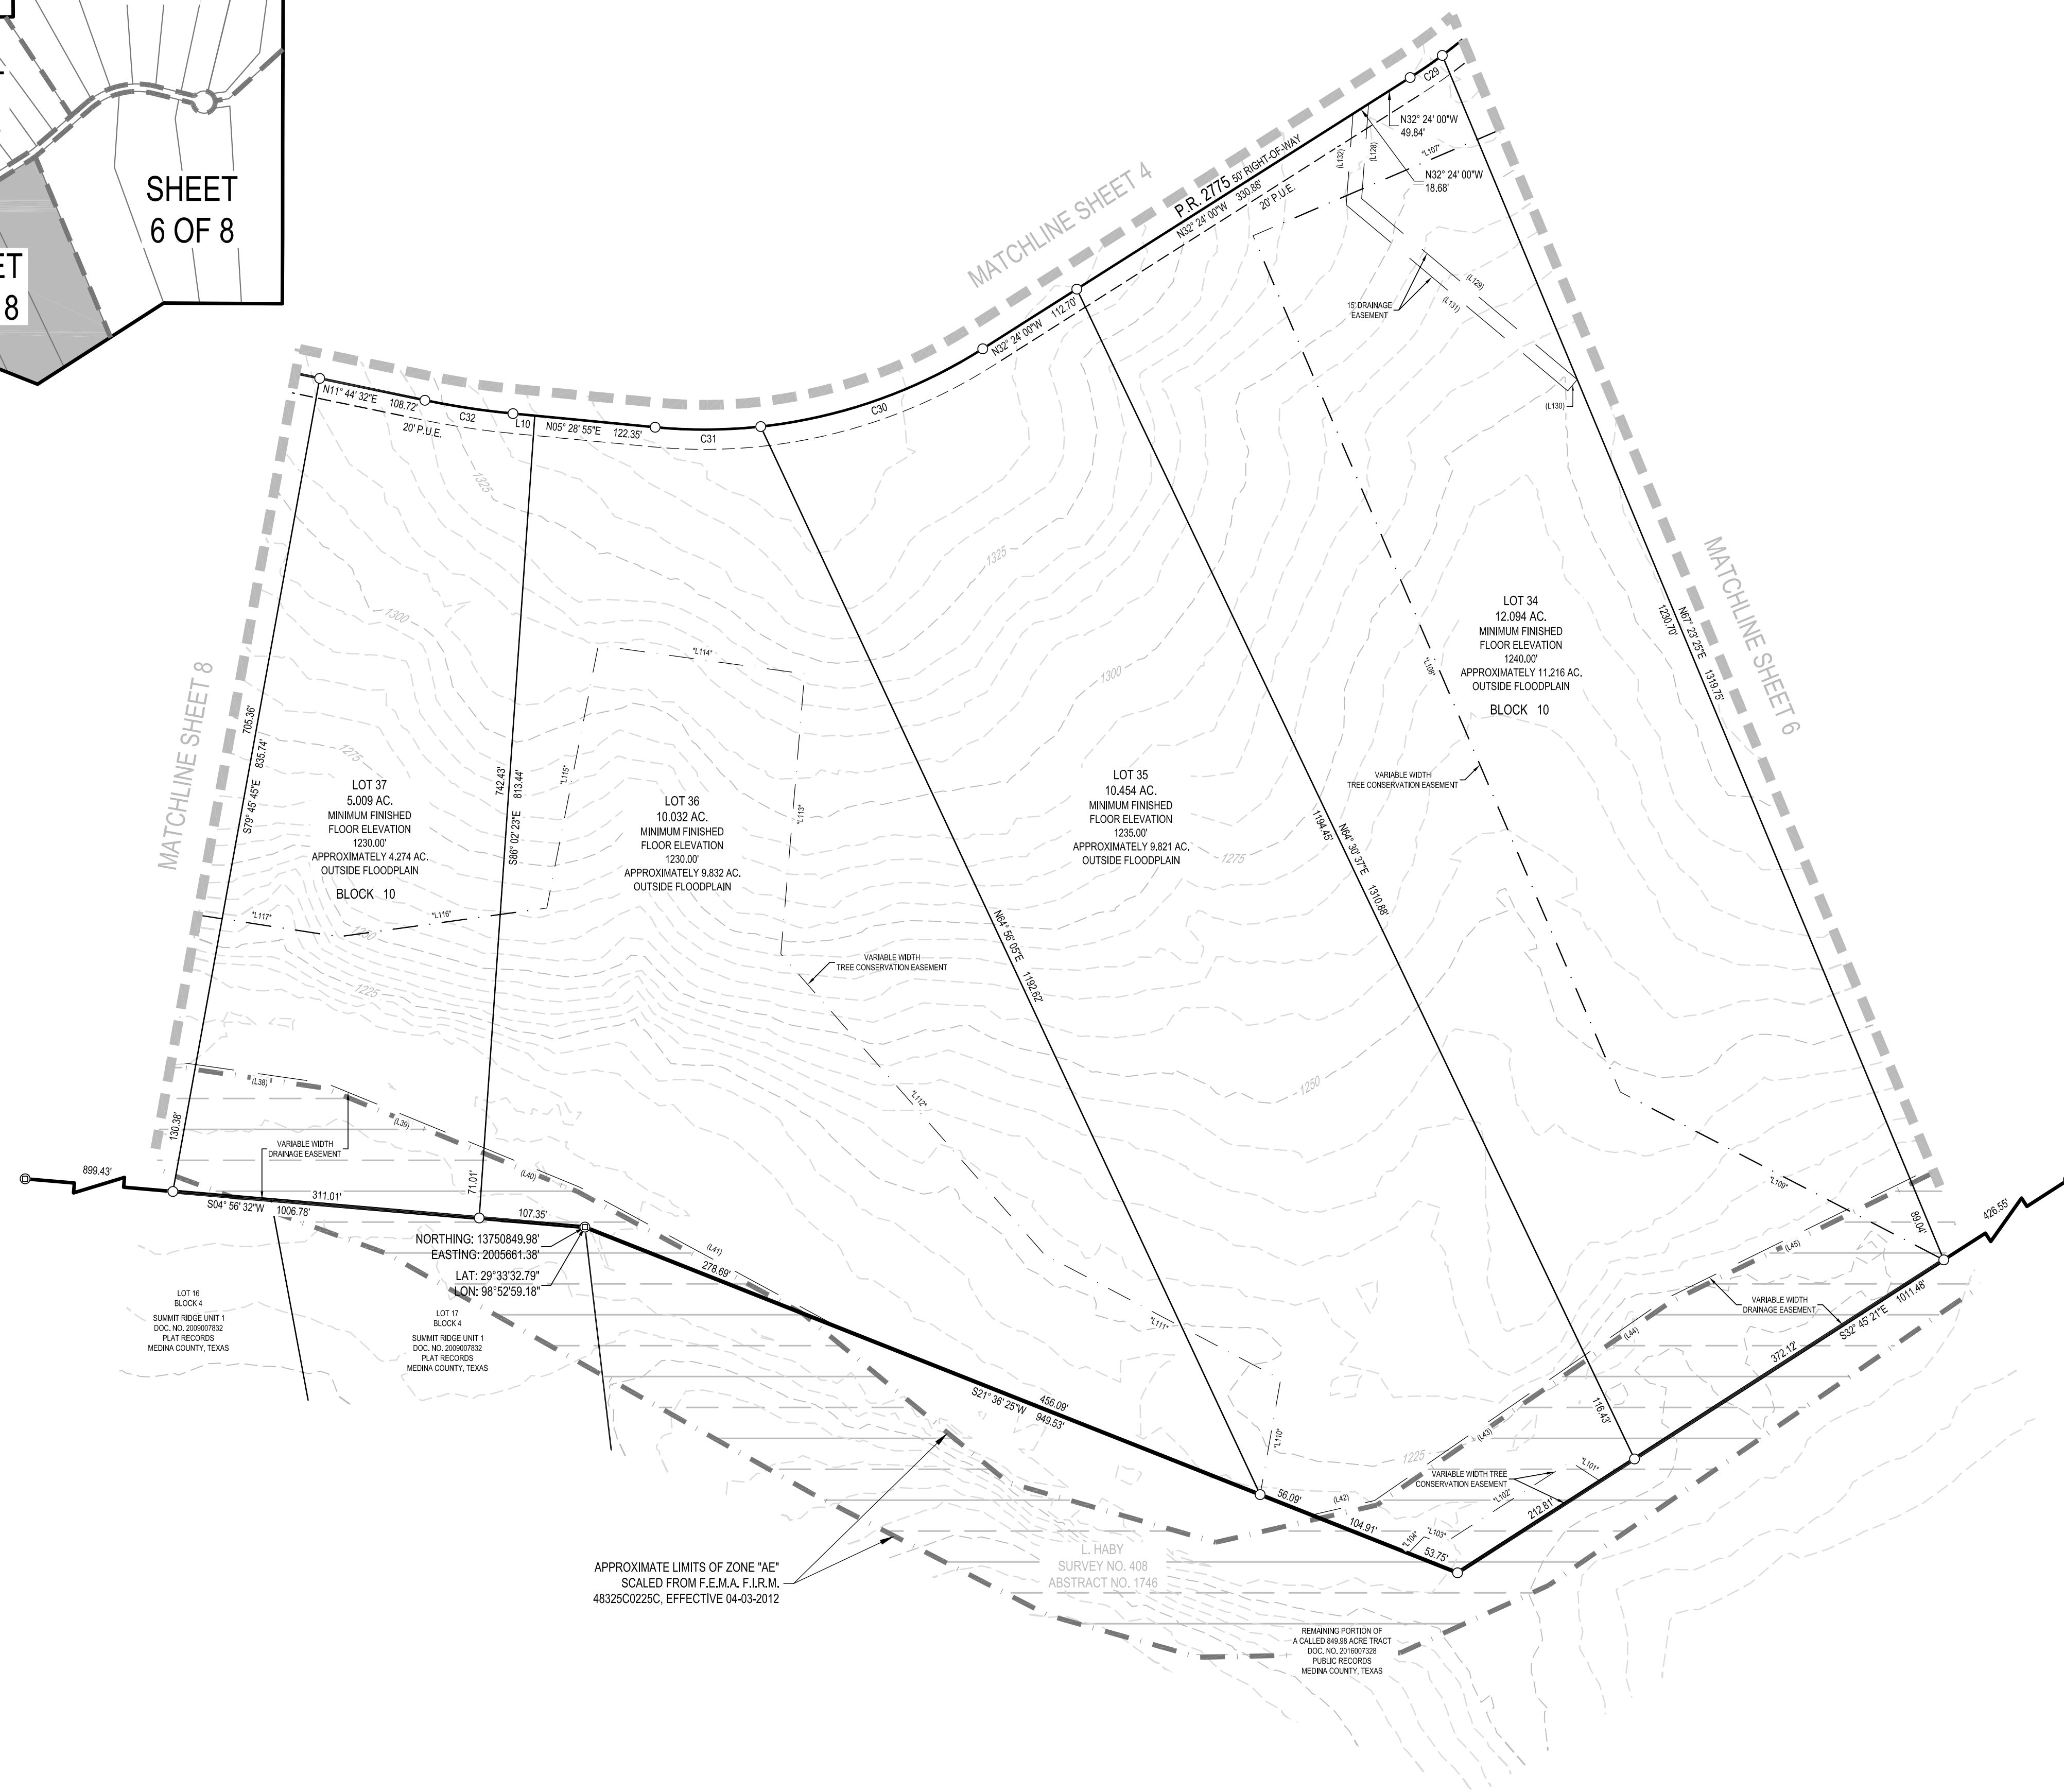 SHEET
6 OF 8
ET
8
MATCHLINE SHEET 4
P.R. 2775 50' RIGHT-OF-WAY
N32° 24' 00"W 330.88'
20' P.U.E.
C29
N32° 24' 00"W
49.84'
N32° 24' 00"W
18.68'
(L132)
(L128)
"L107"
(L129)
(L131)
15' DRAINAGE
EASEMENT
(L130)
N32° 24' 00"W 112.70'
C30
C31
N05° 28' 55"E 122.35'
L10
C32
N11° 44' 32"E 108.72'
20' P.U.E.
1325
1325
1300
1300
1275
1275
1250
1225
1225
MATCHLINE SHEET 8
MATCHLINE SHEET 6
705.36'
S79° 45' 45"E 835.74'
130.38'
742.43'
S86° 02' 23"E 813.44'
71.01'
"L114"
"L115"
"L113"
"L116"
"L117"
"L112"
"L111"
"L110"
"L108"
"L109"
LOT 37
5.009 AC.
MINIMUM FINISHED
FLOOR ELEVATION
1230.00'
APPROXIMATELY 4.274 AC.
OUTSIDE FLOODPLAIN
BLOCK 10
LOT 36
10.032 AC.
MINIMUM FINISHED
FLOOR ELEVATION
1230.00'
APPROXIMATELY 9.832 AC.
OUTSIDE FLOODPLAIN
LOT 35
10.454 AC.
MINIMUM FINISHED
FLOOR ELEVATION
1235.00'
APPROXIMATELY 9.821 AC.
OUTSIDE FLOODPLAIN
LOT 34
12.094 AC.
MINIMUM FINISHED
FLOOR ELEVATION
1240.00'
APPROXIMATELY 11.216 AC.
OUTSIDE FLOODPLAIN
BLOCK 10
VARIABLE WIDTH
TREE CONSERVATION EASEMENT
VARIABLE WIDTH
TREE CONSERVATION EASEMENT
N64° 56' 05"E 1192.62'
1194.45'
N64° 30' 37"E 1310.88'
116.43'
1230.70'
N67° 23' 25"E 1319.75'
89.04'
426.55'
(L38)
(L39)
(L40)
(L41)
VARIABLE WIDTH
DRAINAGE EASEMENT
899.43'
311.01'
S04° 56' 32"W 1006.78'
107.35'
NORTHING: 13750849.98'
EASTING: 2005661.38'
LAT: 29°33'32.79"
LON: 98°52'59.18"
278.69'
456.09'
S21° 36' 25"W 949.53'
56.09'
104.91'
53.75'
(L42)
(L43)
(L44)
(L45)
VARIABLE WIDTH
DRAINAGE EASEMENT
S32° 45' 21"E 1011.48'
372.12'
212.81'
VARIABLE WIDTH TREE
CONSERVATION EASEMENT
"L101"
"L102"
"L103"
"L104"
LOT 16
BLOCK 4
SUMMIT RIDGE UNIT 1
DOC. NO. 2009007832
PLAT RECORDS
MEDINA COUNTY, TEXAS
LOT 17
BLOCK 4
SUMMIT RIDGE UNIT 1
DOC. NO. 2009007832
PLAT RECORDS
MEDINA COUNTY, TEXAS
APPROXIMATE LIMITS OF ZONE "AE"
SCALED FROM F.E.M.A. F.I.R.M.
48325C0225C, EFFECTIVE 04-03-2012
L. HABY
SURVEY NO. 408
ABSTRACT NO. 1746
REMAINING PORTION OF
A CALLED 849.98 ACRE TRACT
DOC. NO. 2016007328
PUBLIC RECORDS
MEDINA COUNTY, TEXAS